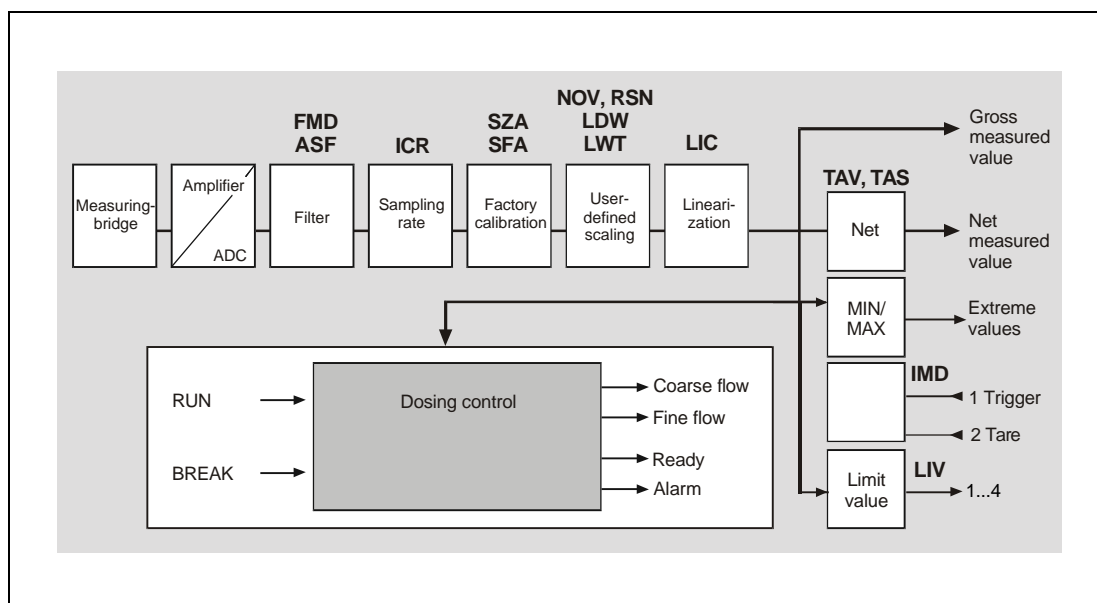 FMD
ASF
ICR
SZA
SFA
NOV, RSN
LDW
LWT
LIC
Measuring-
bridge
Amplifier
ADC
Filter
Sampling
rate
Factory
calibration
User-
defined
scaling
Lineari-
zation
Gross
measured
value
TAV, TAS
Net
Net
measured
value
MIN/
MAX
Extreme
values
IMD
1 Trigger
2 Tare
Limit
value
LIV
1...4
RUN
BREAK
Dosing control
Coarse flow
Fine flow
Ready
Alarm